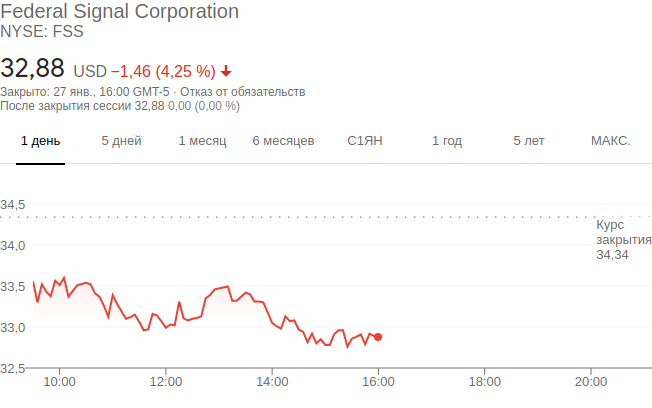 Federal Signal Corporation
NYSE: FSS
32,88 USD −1,46 (4,25 %)
Закрыто: 27 янв., 16:00 GMT-5 · Отказ от обязательств
После закрытия сессии 32,88 0,00 (0,00 %)
1 день 5 дней 1 месяц 6 месяцев С1ЯН 1 год 5 лет МАКС.
34,5
Курс
закрытия
34,34
34,0
33,5
33,0
32,5
10:00 12:00 14:00 16:00 18:00 20:00